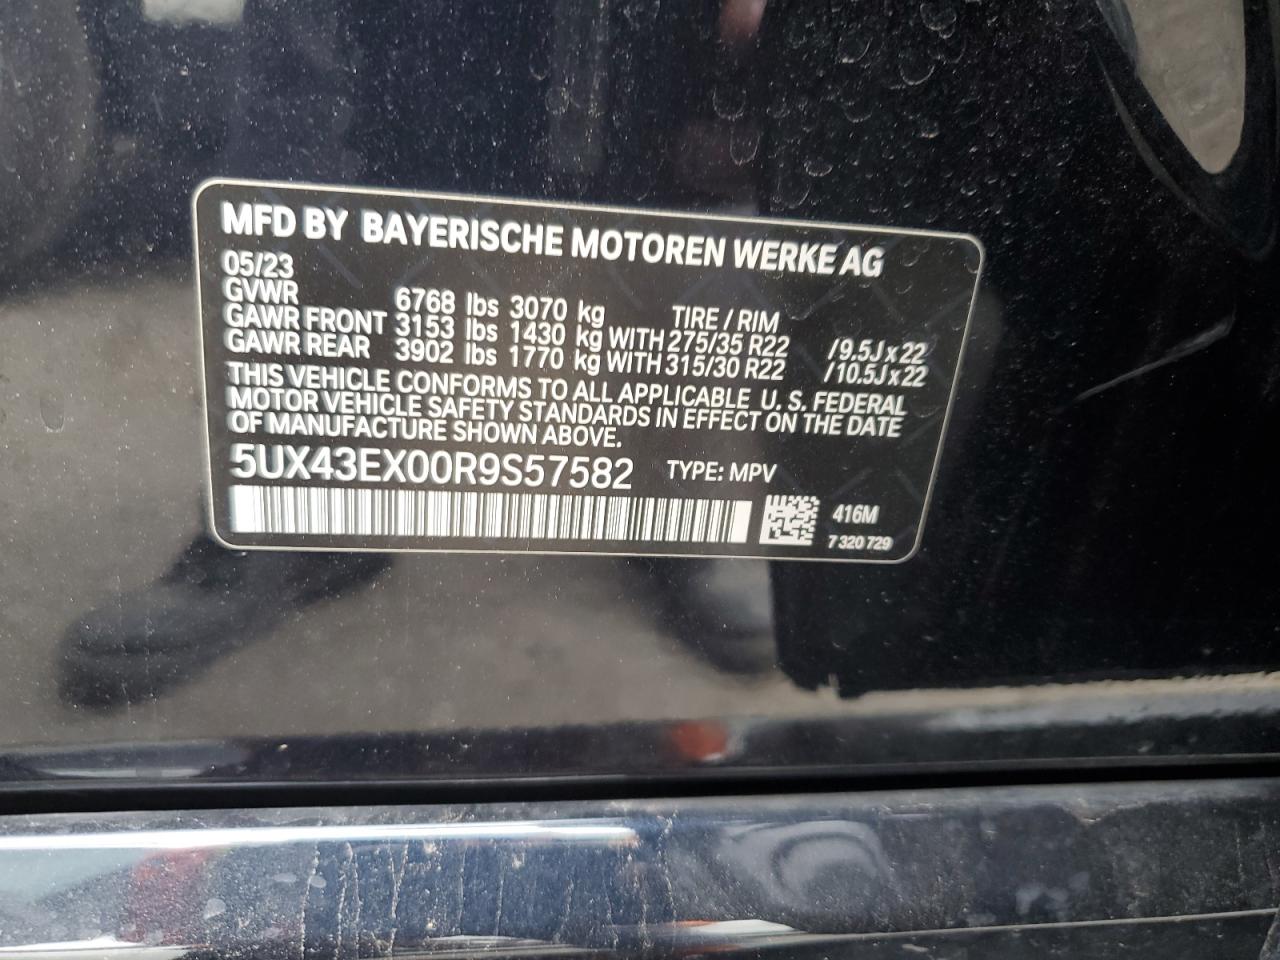 MFD BY BAYERISCHE MOTOREN WERKE AG
05/23
GVWR 6768 lbs 3070 kg TIRE / RIM
GAWR FRONT 3153 lbs 1430 kg WITH 275/35 R22 /9.5J x 22
GAWR REAR 3902 lbs 1770 kg WITH 315/30 R22 /10.5J x 22
THIS VEHICLE CONFORMS TO ALL APPLICABLE U. S. FEDERAL
MOTOR VEHICLE SAFETY STANDARDS IN EFFECT ON THE DATE
OF MANUFACTURE SHOWN ABOVE.
5UX43EX00R9S57582 TYPE: MPV
416M
7 320 729